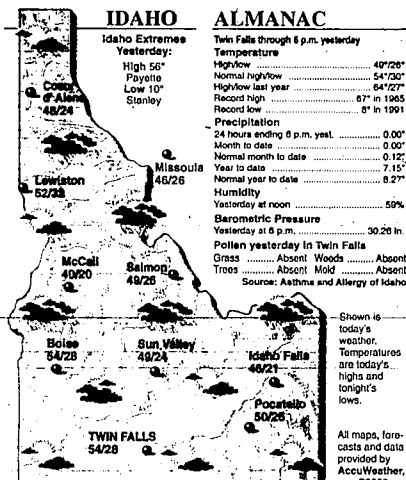 IDAHO
Idaho Extremes
Yesterday:
High 56°
Payette
Low 10°
Stanley
Coeur
d'Alene
48/24
Missoula
46/26
Lewiston
McCall
40/20
Salmon
49/26
Boise
54/28
Sun Valley
49/24
Idaho Falls
46/21
Pocatello
50/26
TWIN FALLS
54/28
ALMANAC
Twin Falls through 6 p.m. yesterday
Temperature
High/low 49°/26°
Normal high/low 54°/30°
High/low last year 64°/27°
Record high 67° in 1965
Record low 8° in 1991
Precipitation
24 hours ending 6 p.m. yest. 0.00"
Month to date 0.00"
Normal month to date 0.12"
Year to date 7.15"
Normal year to date 8.27"
Humidity
Yesterday at noon 59%
Barometric Pressure
Yesterday at 6 p.m. 30.26 in.
Pollen yesterday in Twin Falls
Grass Absent Weeds Absent
Trees Absent Mold Absent
Source: Asthma and Allergy of Idaho
Shown is
today's
weather.
Temperatures
are today's
highs and
tonight's
lows.
All maps, fore-
casts and data
provided by
AccuWeather,